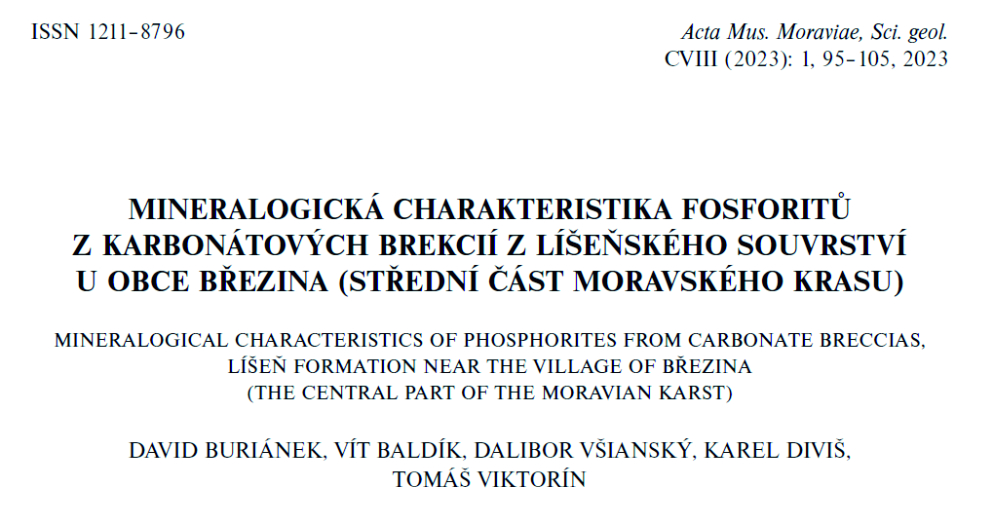 ISSN 1211-8796
Acta Mus. Moraviae, Sci. geol.
CVIII (2023): 1, 95–105, 2023
MINERALOGICKÁ CHARAKTERISTIKA FOSFORITŮ
Z KARBONÁTOVÝCH BREKCIÍ Z LÍŠEŇSKÉHO SOUVRSTVÍ
U OBCE BŘEZINA (STŘEDNÍ ČÁST MORAVSKÉHO KRASU)
MINERALOGICAL CHARACTERISTICS OF PHOSPHORITES FROM CARBONATE BRECCIAS,
LÍŠEŇ FORMATION NEAR THE VILLAGE OF BŘEZINA
(THE CENTRAL PART OF THE MORAVIAN KARST)
DAVID BURIÁNEK, VÍT BALDÍK, DALIBOR VŠIANSKÝ, KAREL DIVIŠ,
TOMÁŠ VIKTORÍN